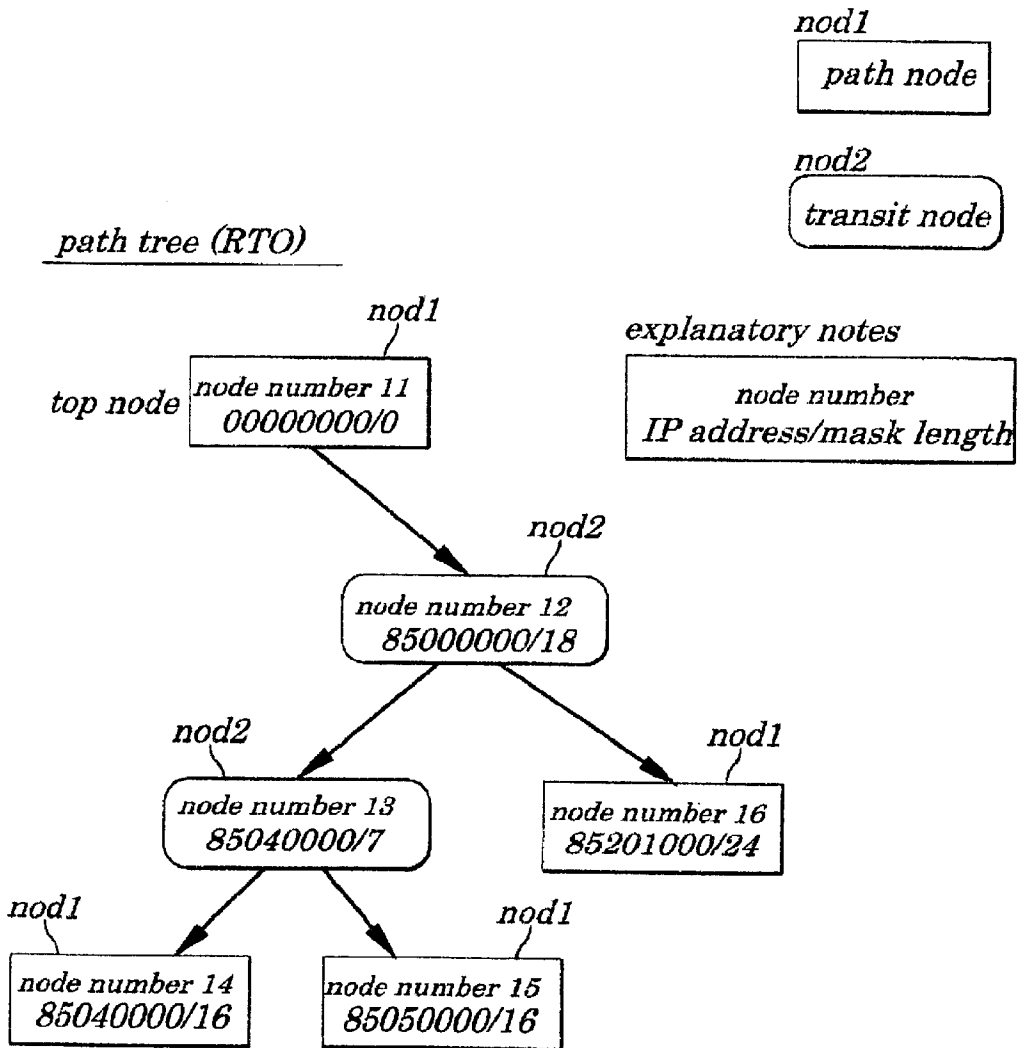 nod1
path node
nod2
transit node
path tree (RTO)
nod1
explanatory notes
top node
node number 11
00000000/0
node number
IP address/mask length
nod2
node number 12
85000000/18
nod2
nod1
node number 13
85040000/7
node number 16
85201000/24
nod1
nod1
node number 14
85040000/16
node number 15
85050000/16